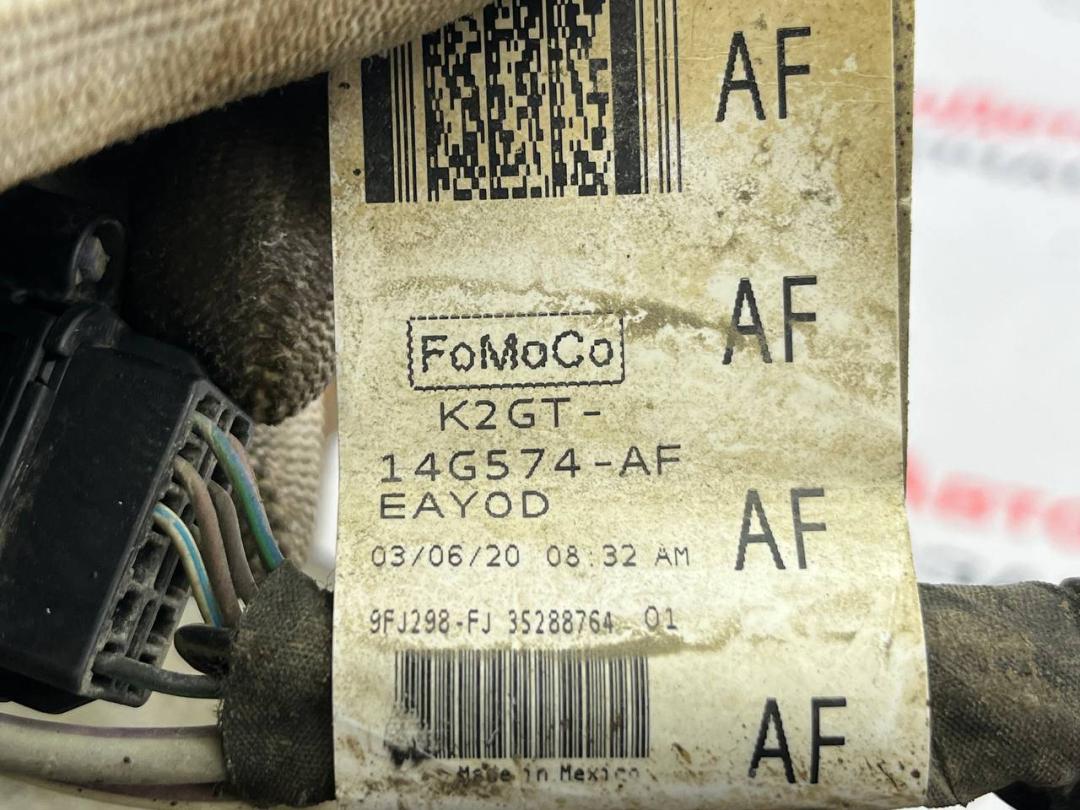 AF
AF
FoMoCo
K2GT-
14G574-AF
EAYOD
AF
03/06/20 08:32 AM
9FJ298-FJ 35288764 01
AF
Made in Mexico